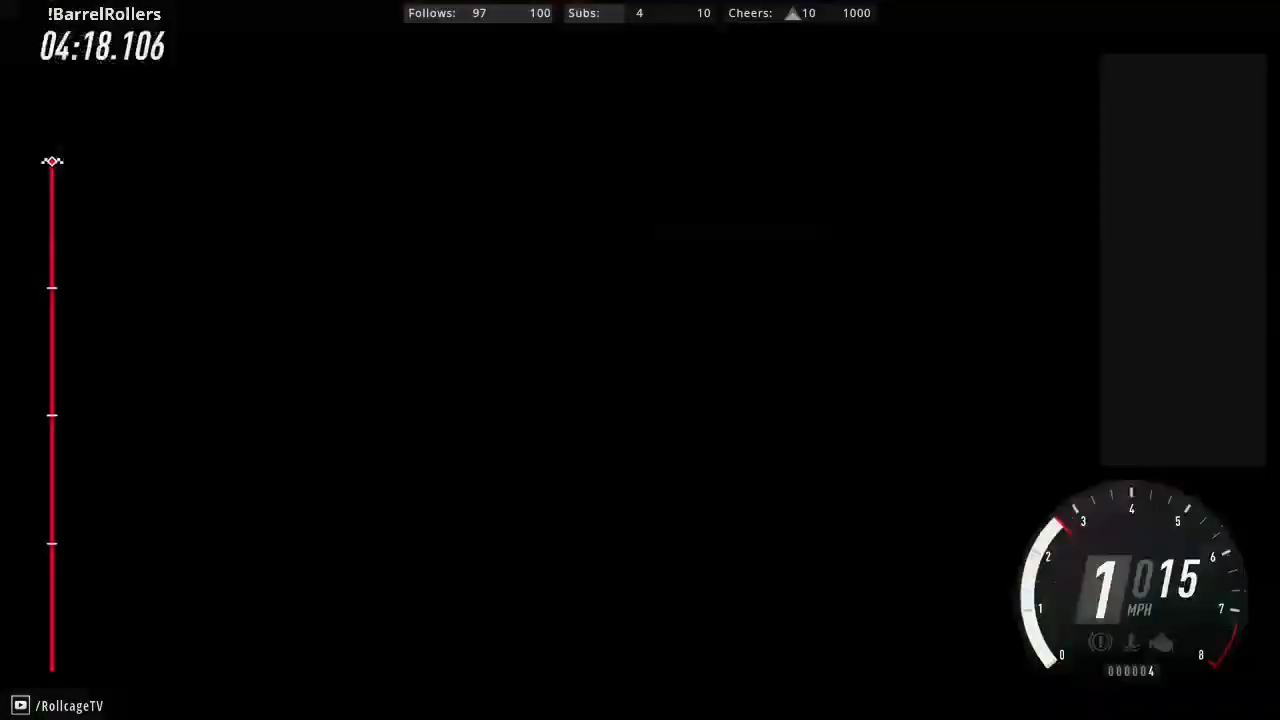 !BarrelRollers
Follows: 97 100 Subs: 4 10 Cheers: 10 1000
04:18.106
0 1 2 3 4 5 6 7 8
1 015
MPH
000004
/RollcageTV